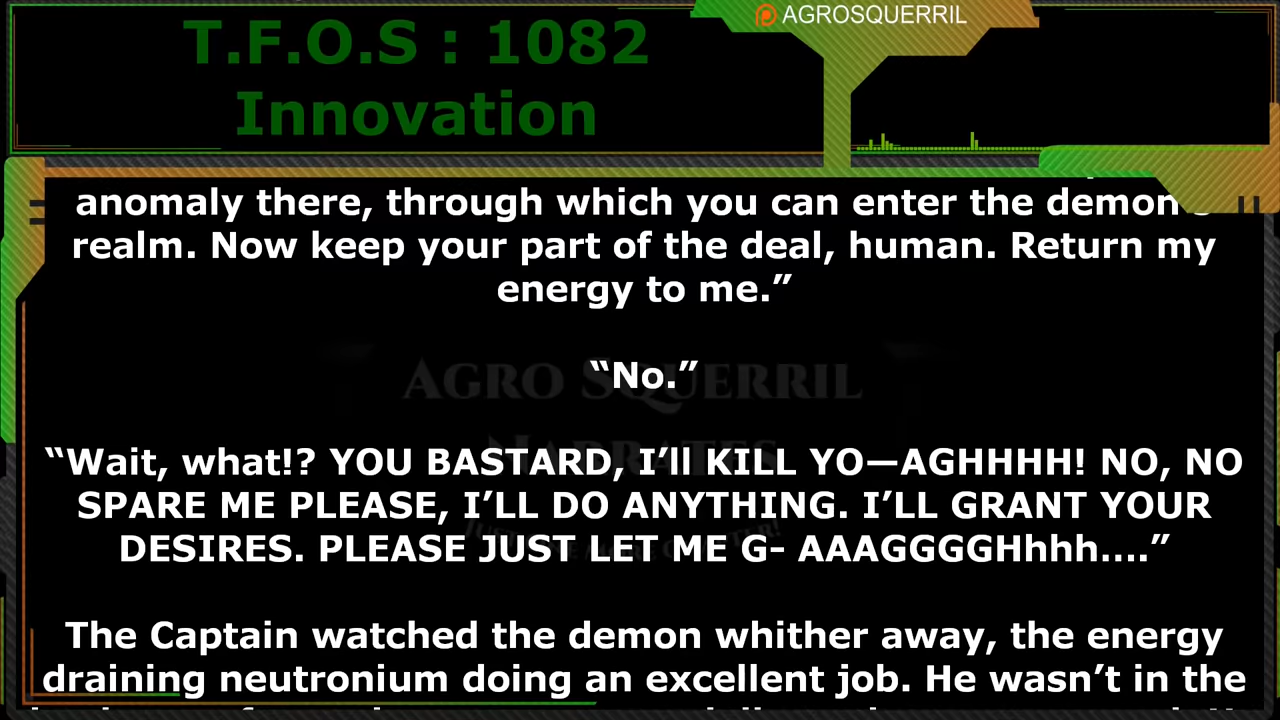 AGROSQUERRIL
T.F.O.S : 1082
Innovation
anomaly there, through which you can enter the demon's
realm. Now keep your part of the deal, human. Return my
energy to me.”
“No.”
AGRO SQUERRIL
NARRATES
“Wait, what!? YOU BASTARD, I’ll KILL YO—AGHHHH! NO, NO
SPARE ME PLEASE, I’LL DO ANYTHING. I’LL GRANT YOUR
DESIRES. PLEASE JUST LET ME G- AAAGGGGHhhh....”
The Captain watched the demon whither away, the energy
draining neutronium doing an excellent job. He wasn’t in the